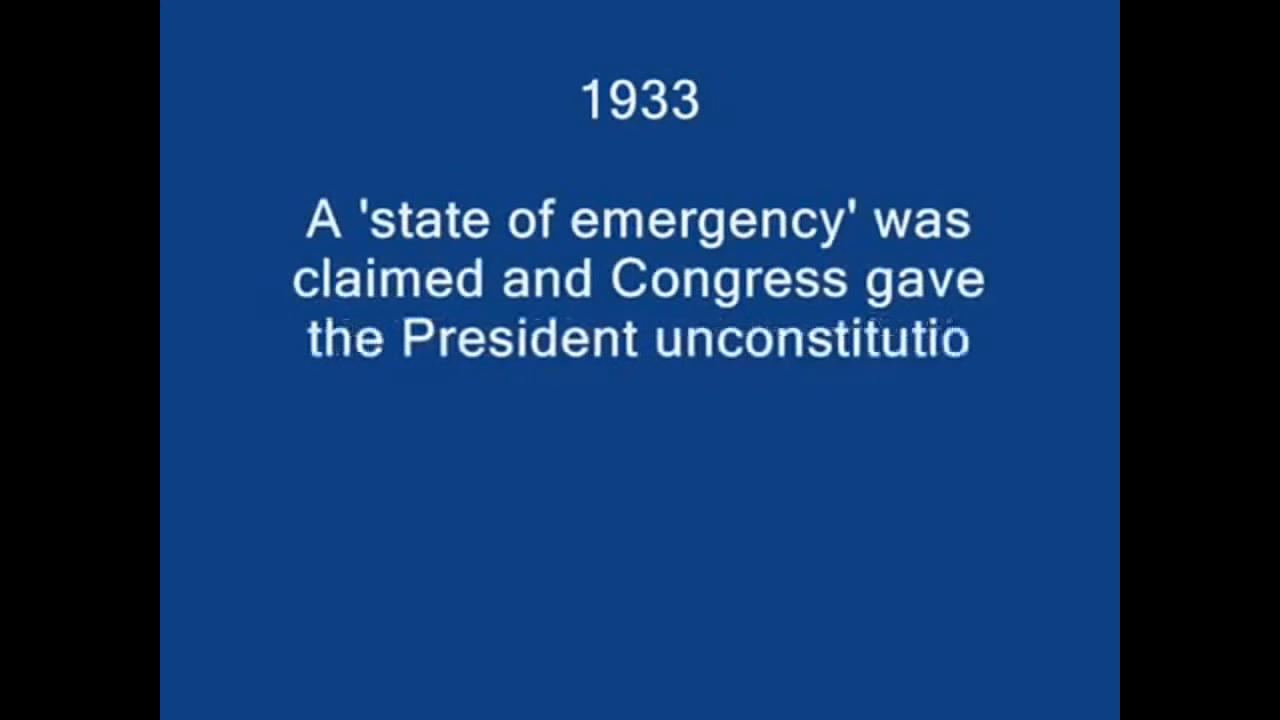 1933
A 'state of emergency' was
claimed and Congress gave
the President unconstitutio